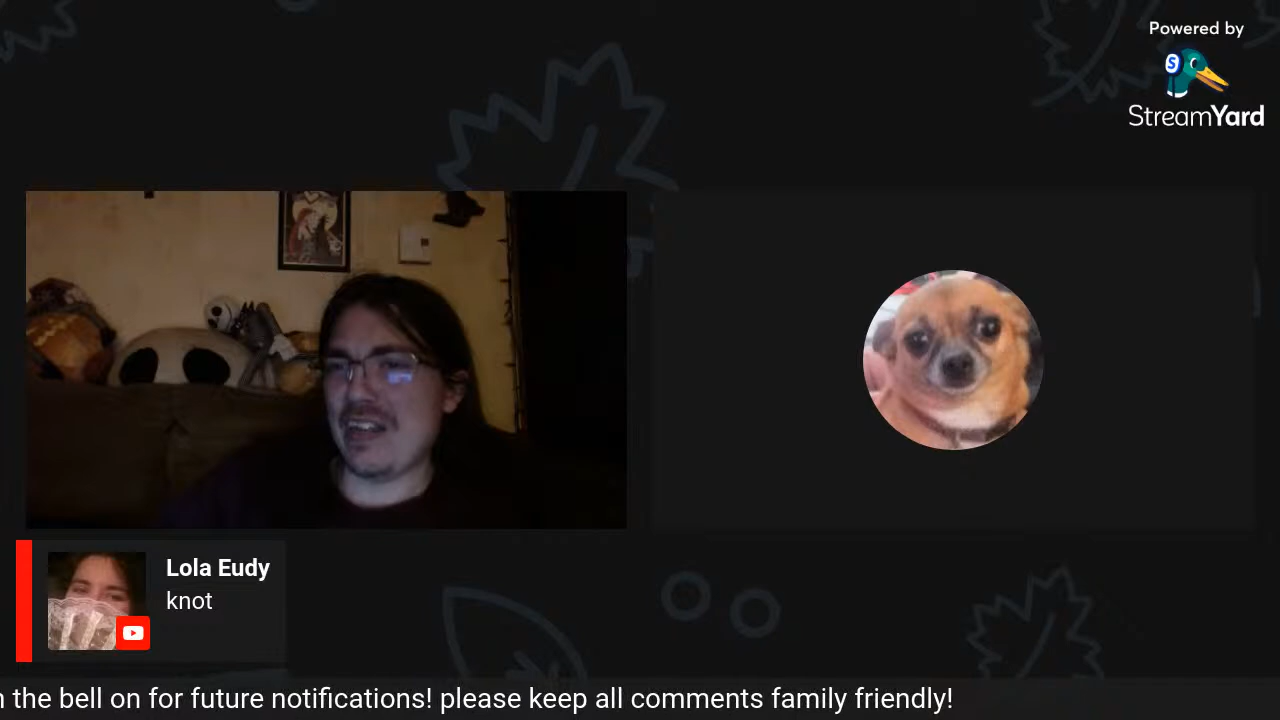 Powered by
S
StreamYard
Lola Eudy
knot
the bell on for future notifications! please keep all comments family friendly!